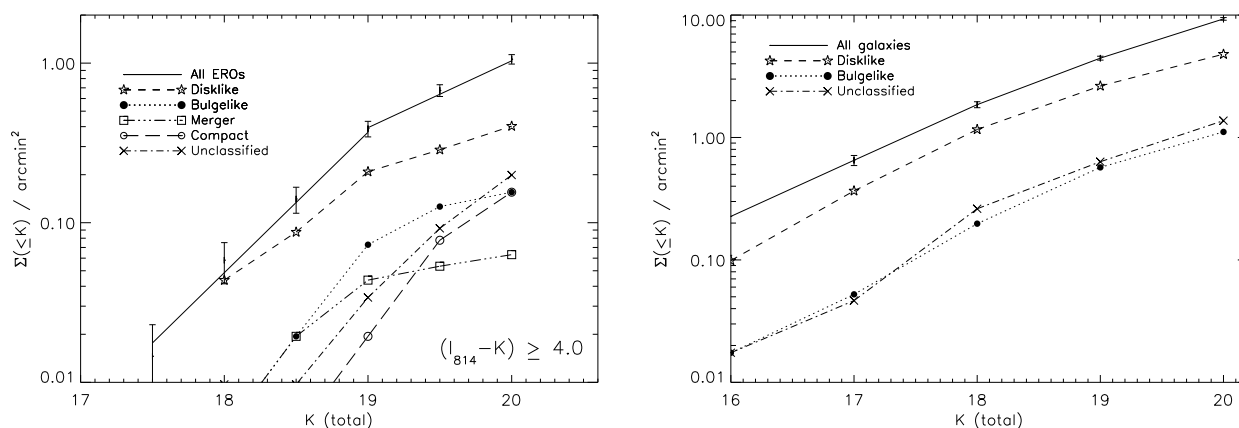 1.00
0.10
0.01
Σ(≤K) / arcmin²
All EROs
Disklike
Bulgelike
Merger
Compact
Unclassified
(I₈₁₄−K) ≥ 4.0
17 18 19 20
K (total)
10.00
1.00
0.10
0.01
Σ(≤K) / arcmin²
All galaxies
Disklike
Bulgelike
Unclassified
16 17 18 19 20
K (total)